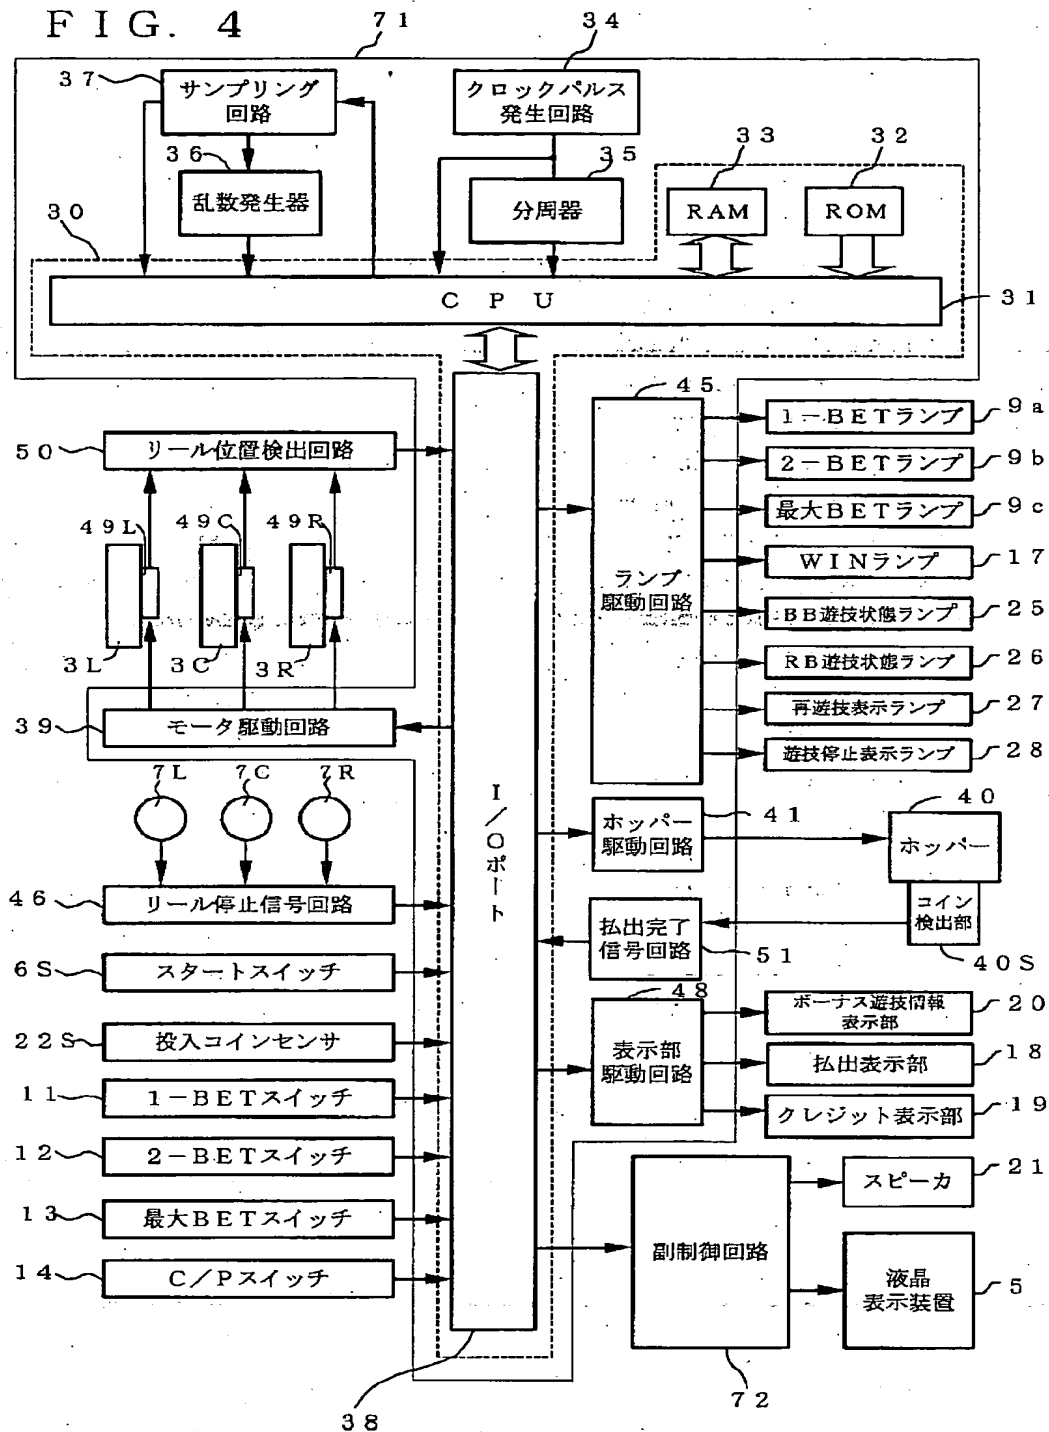 ＦＩＧ．４
７１
３４
３７
サンプリング
回路
クロックパルス
発生回路
３６
乱数発生器
３５
分周器
３３
ＲＡＭ
３２
ＲＯＭ
３０
ＣＰＵ
３１
５０
リール位置検出回路
４９Ｌ
４９Ｃ
４９Ｒ
３Ｌ
３Ｃ
３Ｒ
３９
モータ駆動回路
７Ｌ
７Ｃ
７Ｒ
４６
リール停止信号回路
６Ｓ
スタートスイッチ
２２Ｓ
投入コインセンサ
１１
１－ＢＥＴスイッチ
１２
２－ＢＥＴスイッチ
１３
最大ＢＥＴスイッチ
１４
Ｃ／Ｐスイッチ
Ｉ／Ｏポート
３８
４５
ランプ
駆動回路
１－ＢＥＴランプ
９ａ
２－ＢＥＴランプ
９ｂ
最大ＢＥＴランプ
９ｃ
ＷＩＮランプ
１７
ＢＢ遊技状態ランプ
２５
ＲＢ遊技状態ランプ
２６
再遊技表示ランプ
２７
遊技停止表示ランプ
２８
ホッパー
駆動回路
４１
４０
ホッパー
コイン
検出部
４０Ｓ
払出完了
信号回路
５１
４８
表示部
駆動回路
ボーナス遊技情報
表示部
２０
払出表示部
１８
クレジット表示部
１９
副制御回路
７２
スピーカ
２１
液晶
表示装置
５